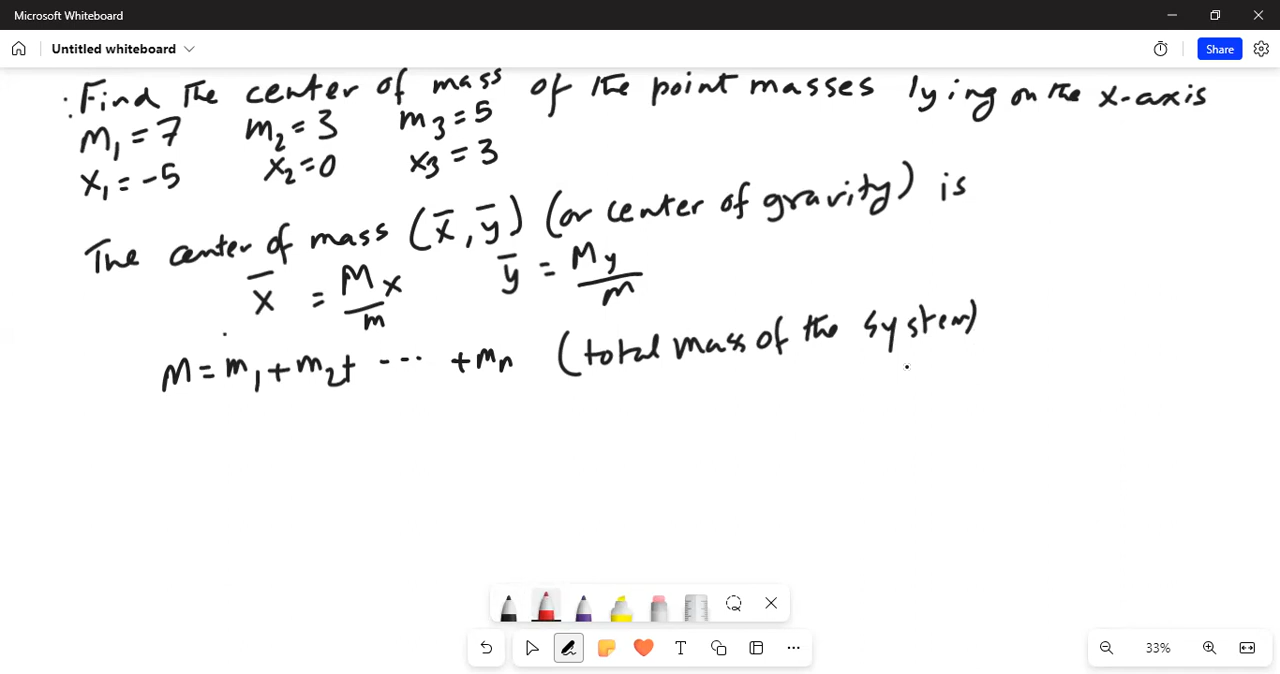 Microsoft Whiteboard
Untitled whiteboard
Share
: Find the center of mass of the point masses lying on the x-axis
m₁ = 7 m₂ = 3 m₃ = 5
x₁ = -5 x₂ = 0 x₃ = 3
The center of mass (x̅, y̅) (or center of gravity) is
x̅ = Mx/m y̅ = My/m
M = m₁ + m₂ + ... + mn (total mass of the system)
T
33%